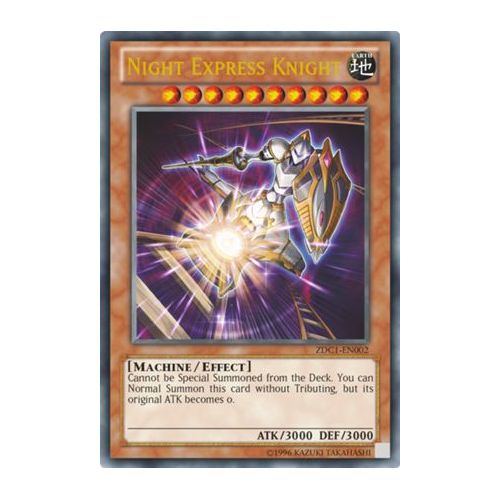 NIGHT EXPRESS KNIGHT
EARTH
地
ZDC1-EN002
[MACHINE/EFFECT]
Cannot be Special Summoned from the Deck. You can
Normal Summon this card without Tributing, but its
original ATK becomes 0.
ATK/3000 DEF/3000
©1996 KAZUKI TAKAHASHI